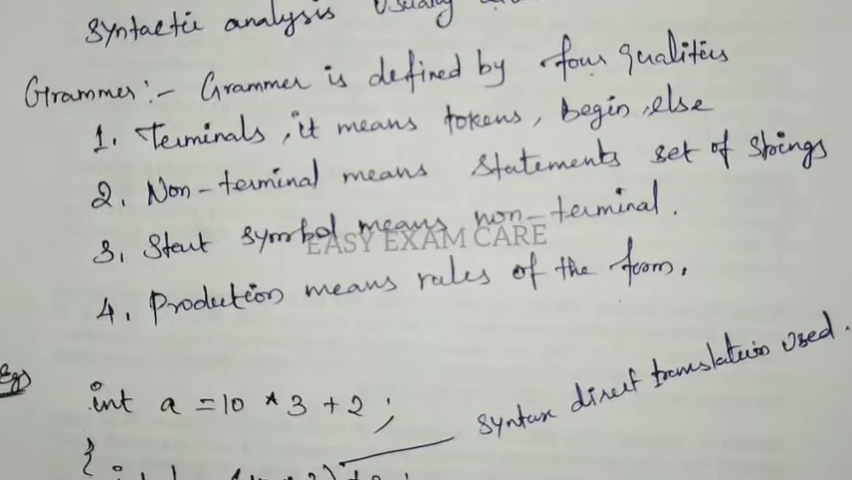 Syntactic analysis Usually
Grammer:- Grammer is defined by four qualities
1. Terminals, it means tokens, begin, else
2. Non-terminal means statements set of strings
3. Start symbol means non-terminal.
EASY EXAM CARE
4. Production means rules of the form.
Egs
int a = 10 * 3 + 2 ;
syntax direct translation used.
{